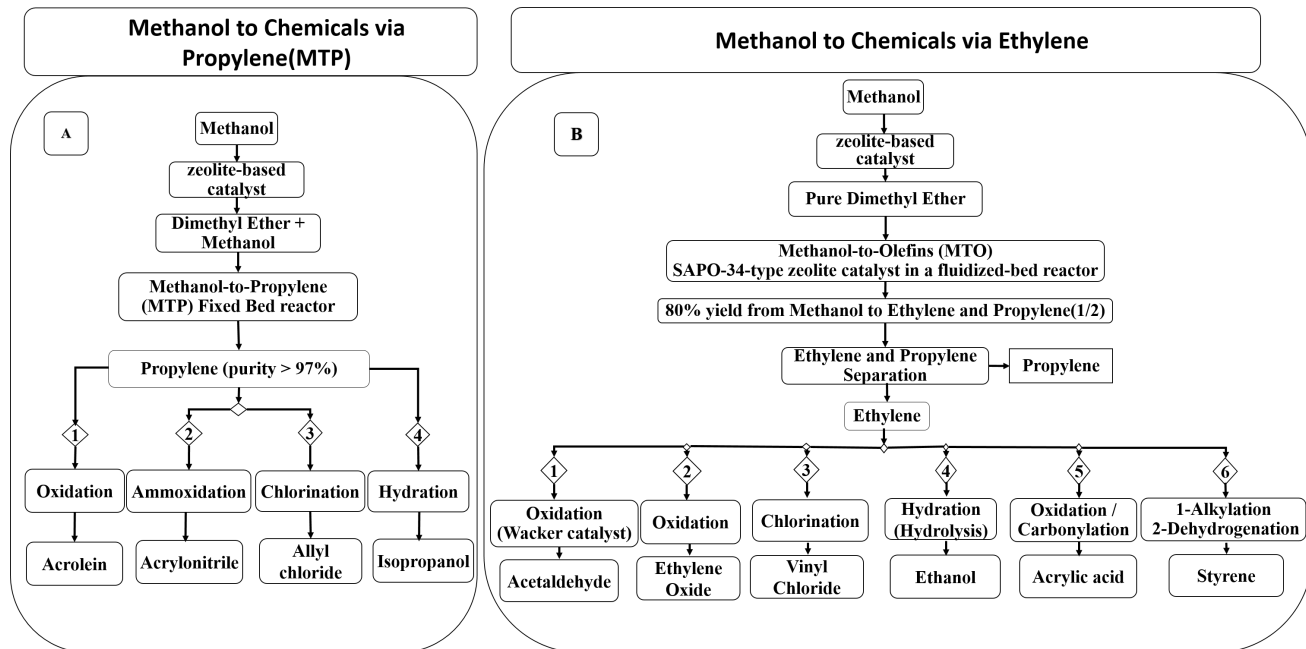 Methanol to Chemicals via
Propylene(MTP)
A
Methanol
zeolite-based
catalyst
Dimethyl Ether +
Methanol
Methanol-to-Propylene
(MTP) Fixed Bed reactor
Propylene (purity > 97%)
1
2
3
4
Oxidation
Ammoxidation
Chlorination
Hydration
Acrolein
Acrylonitrile
Allyl
chloride
Isopropanol
Methanol to Chemicals via Ethylene
B
Methanol
zeolite-based
catalyst
Pure Dimethyl Ether
Methanol-to-Olefins (MTO)
SAPO-34-type zeolite catalyst in a fluidized-bed reactor
80% yield from Methanol to Ethylene and Propylene(1/2)
Ethylene and Propylene
Separation
Propylene
Ethylene
1
2
3
4
5
6
Oxidation
(Wacker catalyst)
Oxidation
Chlorination
Hydration
(Hydrolysis)
Oxidation /
Carbonylation
1-Alkylation
2-Dehydrogenation
Acetaldehyde
Ethylene
Oxide
Vinyl
Chloride
Ethanol
Acrylic acid
Styrene